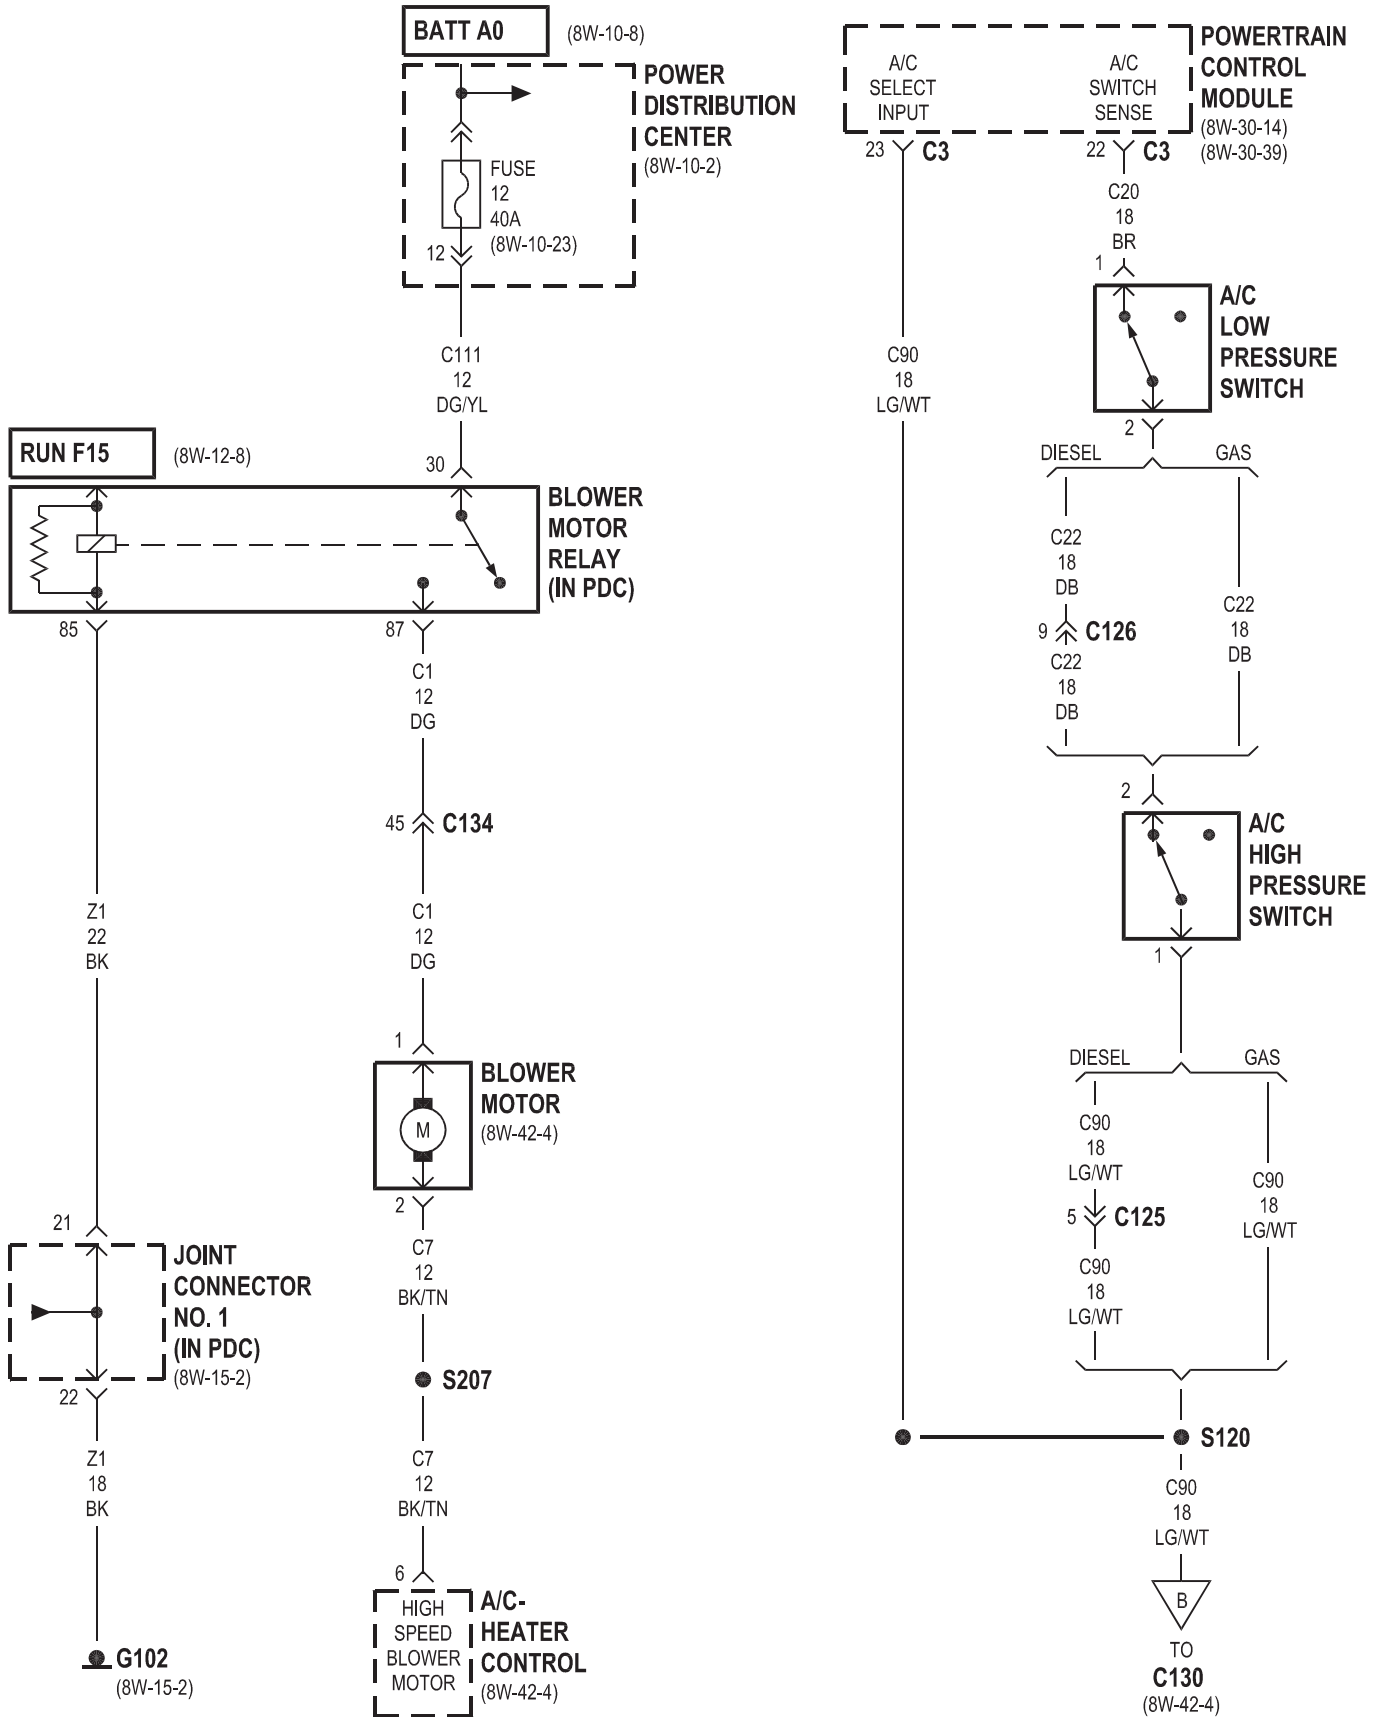 BATT A0
(8W-10-8)
POWER
DISTRIBUTION
CENTER
(8W-10-2)
FUSE
12
40A
(8W-10-23)
12
C111
12
DG/YL
RUN F15
(8W-12-8)
30
BLOWER
MOTOR
RELAY
(IN PDC)
85
87
C1
12
DG
45
C134
Z1
22
BK
C1
12
DG
1
BLOWER
MOTOR
(8W-42-4)
M
2
21
JOINT
CONNECTOR
NO. 1
(IN PDC)
(8W-15-2)
22
C7
12
BK/TN
S207
Z1
18
BK
C7
12
BK/TN
6
HIGH
SPEED
BLOWER
MOTOR
A/C-
HEATER
CONTROL
(8W-42-4)
G102
(8W-15-2)
A/C
SELECT
INPUT
A/C
SWITCH
SENSE
POWERTRAIN
CONTROL
MODULE
(8W-30-14)
(8W-30-39)
23
C3
22
C3
C20
18
BR
1
A/C
LOW
PRESSURE
SWITCH
C90
18
LG/WT
2
DIESEL
GAS
C22
18
DB
9
C126
C22
18
DB
C22
18
DB
2
A/C
HIGH
PRESSURE
SWITCH
1
DIESEL
GAS
C90
18
LG/WT
5
C125
C90
18
LG/WT
C90
18
LG/WT
S120
C90
18
LG/WT
B
TO
C130
(8W-42-4)